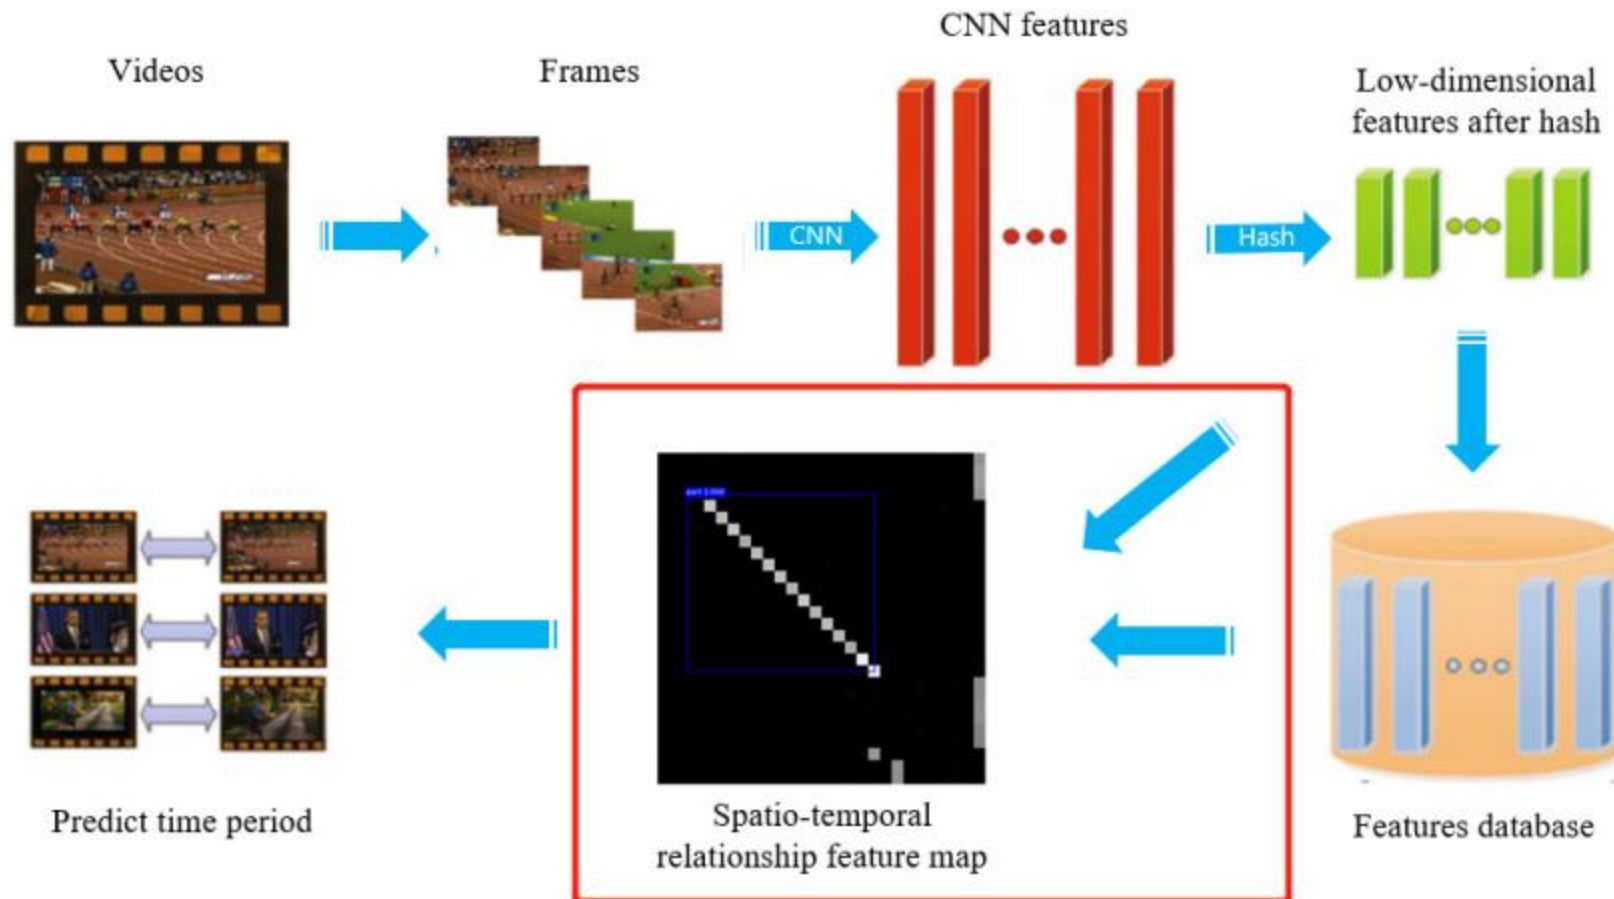 CNN features
Videos
Frames
Low-dimensional
features after hash
CNN
Hash
Predict time period
Spatio-temporal
relationship feature map
Features database